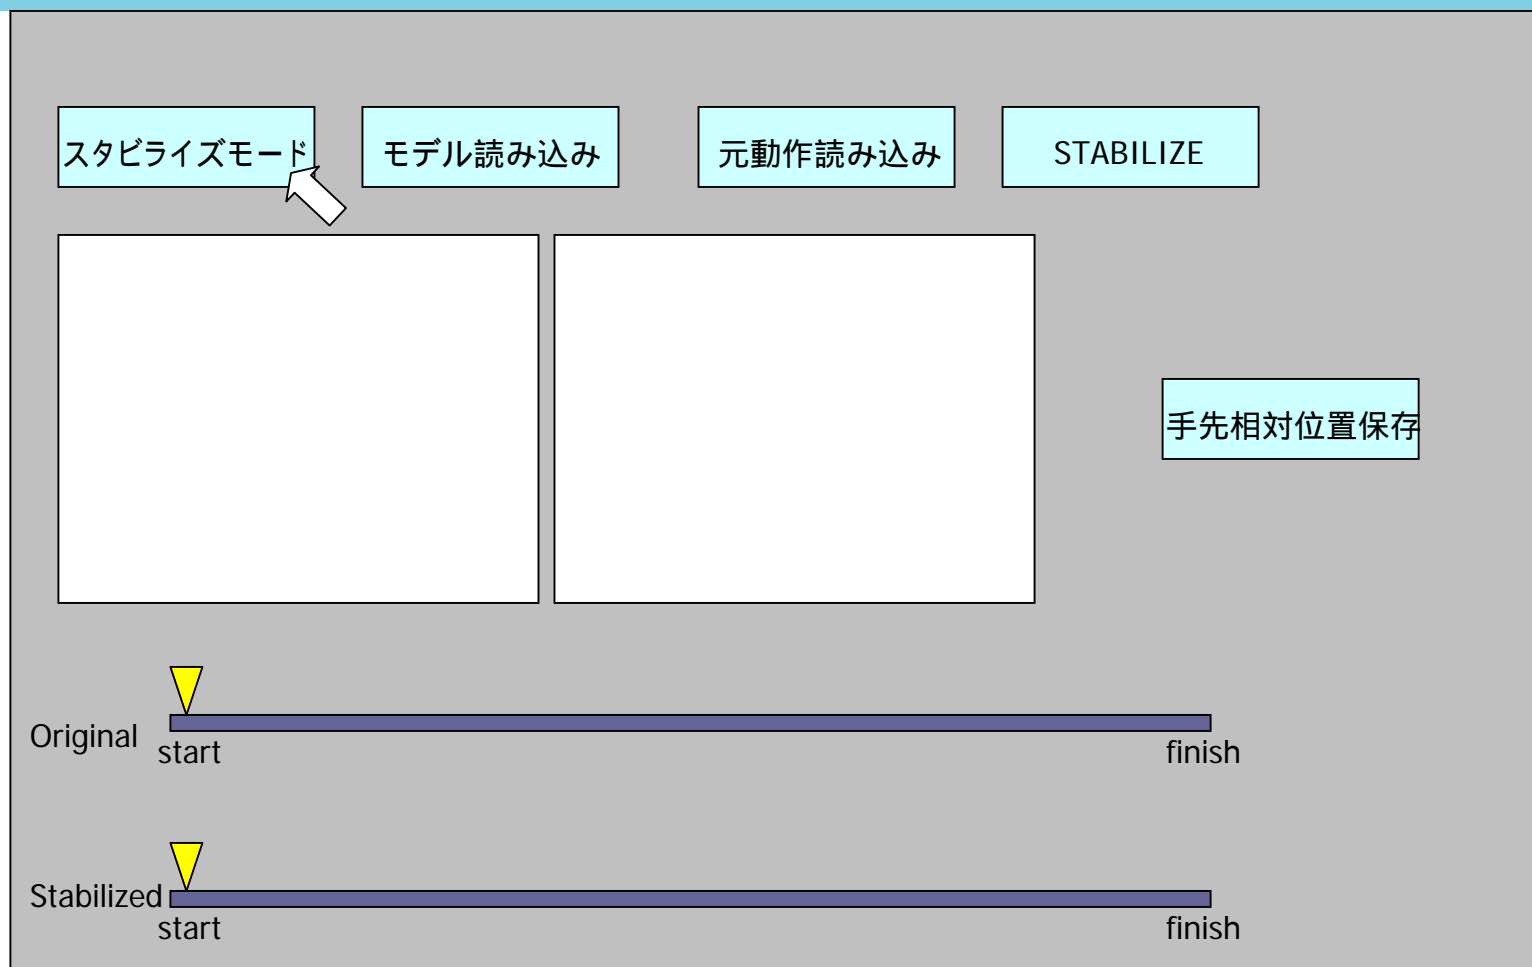 スタビライズモード
モデル読み込み
元動作読み込み
STABILIZE
手先相対位置保存
Original
start
finish
Stabilized
start
finish